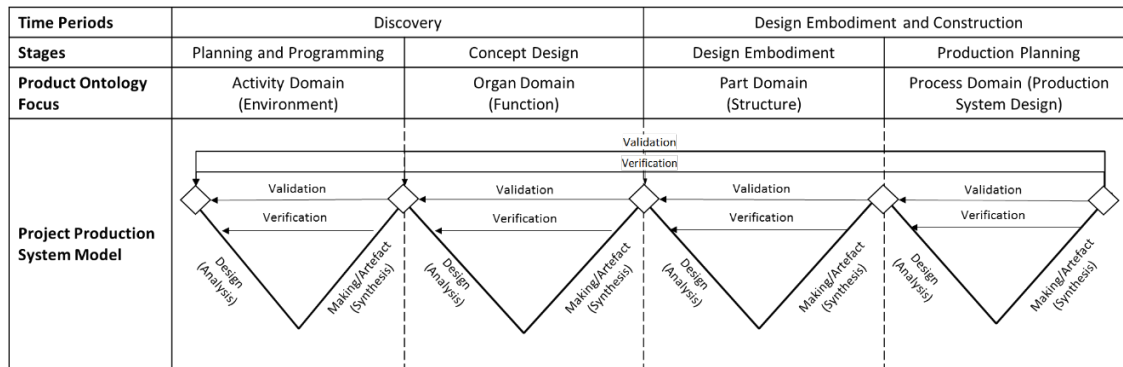 Time Periods
Discovery
Design Embodiment and Construction
Stages
Planning and Programming
Concept Design
Design Embodiment
Production Planning
Product Ontology
Focus
Activity Domain
(Environment)
Organ Domain
(Function)
Part Domain
(Structure)
Process Domain (Production
System Design)
Project Production
System Model
Validation
Verification
Validation
Validation
Validation
Validation
Verification
Verification
Verification
Verification
Design
(Analysis)
Making/Artefact
(Synthesis)
Design
(Analysis)
Making/Artefact
(Synthesis)
Design
(Analysis)
Making/Artefact
(Synthesis)
Design
(Analysis)
Making/Artefact
(Synthesis)